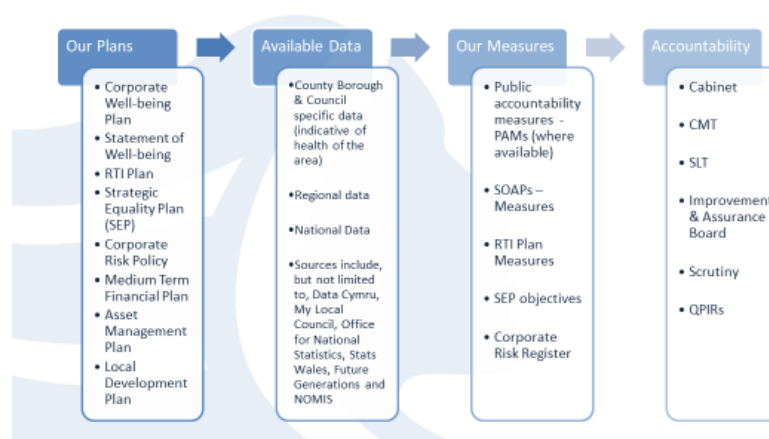 Our Plans
• Corporate
Well-being
Plan
• Statement of
Well-being
• RTI Plan
• Strategic
Equality Plan
(SEP)
• Corporate
Risk Policy
• Medium Term
Financial Plan
• Asset
Management
Plan
• Local
Development
Plan
Available Data
•County Borough
& Council
specific data
(indicative of
health of the
area)
•Regional data
•National Data
•Sources include,
but not limited
to, Data Cymru,
My Local
Council, Office
for National
Statistics, Stats
Wales, Future
Generations and
NOMIS
Our Measures
• Public
accountability
measures -
PAMs (where
available)
• SOAPs –
Measures
• RTI Plan
Measures
• SEP objectives
• Corporate
Risk Register
Accountability
• Cabinet
• CMT
• SLT
• Improvement
& Assurance
Board
• Scrutiny
• QPIRs